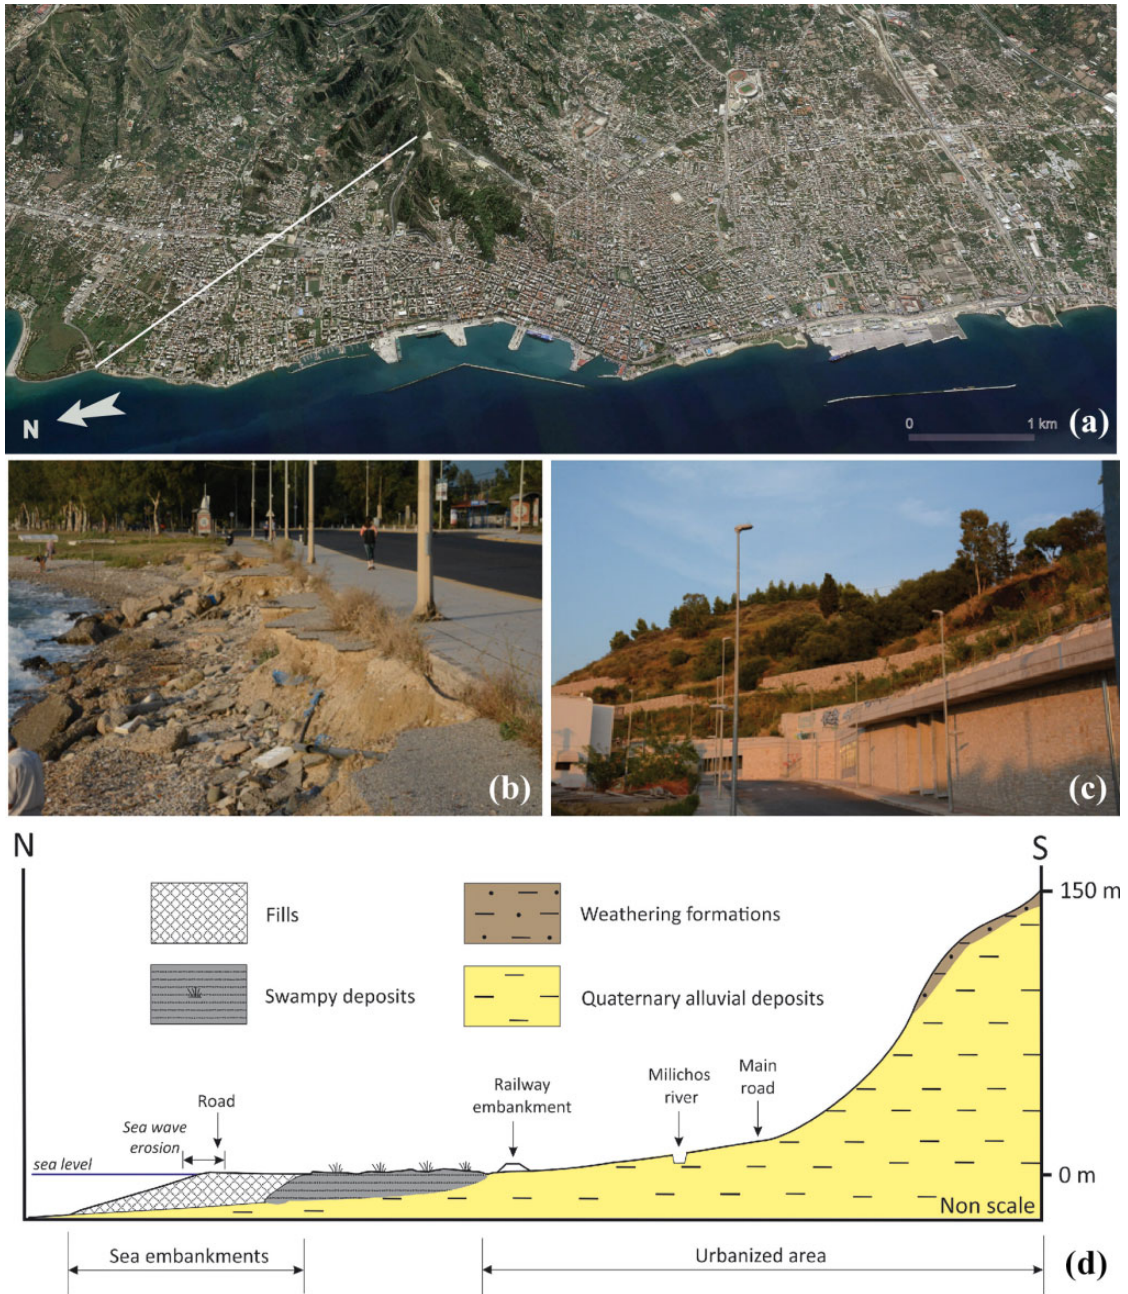 N
0
1 km
(a)
(b)
(c)
N
S
150 m
Fills
Weathering formations
Swampy deposits
Quaternary alluvial deposits
Road
Sea wave
erosion
sea level
Railway
embankment
Milichos
river
Main
road
0 m
Non scale
Sea embankments
Urbanized area
(d)